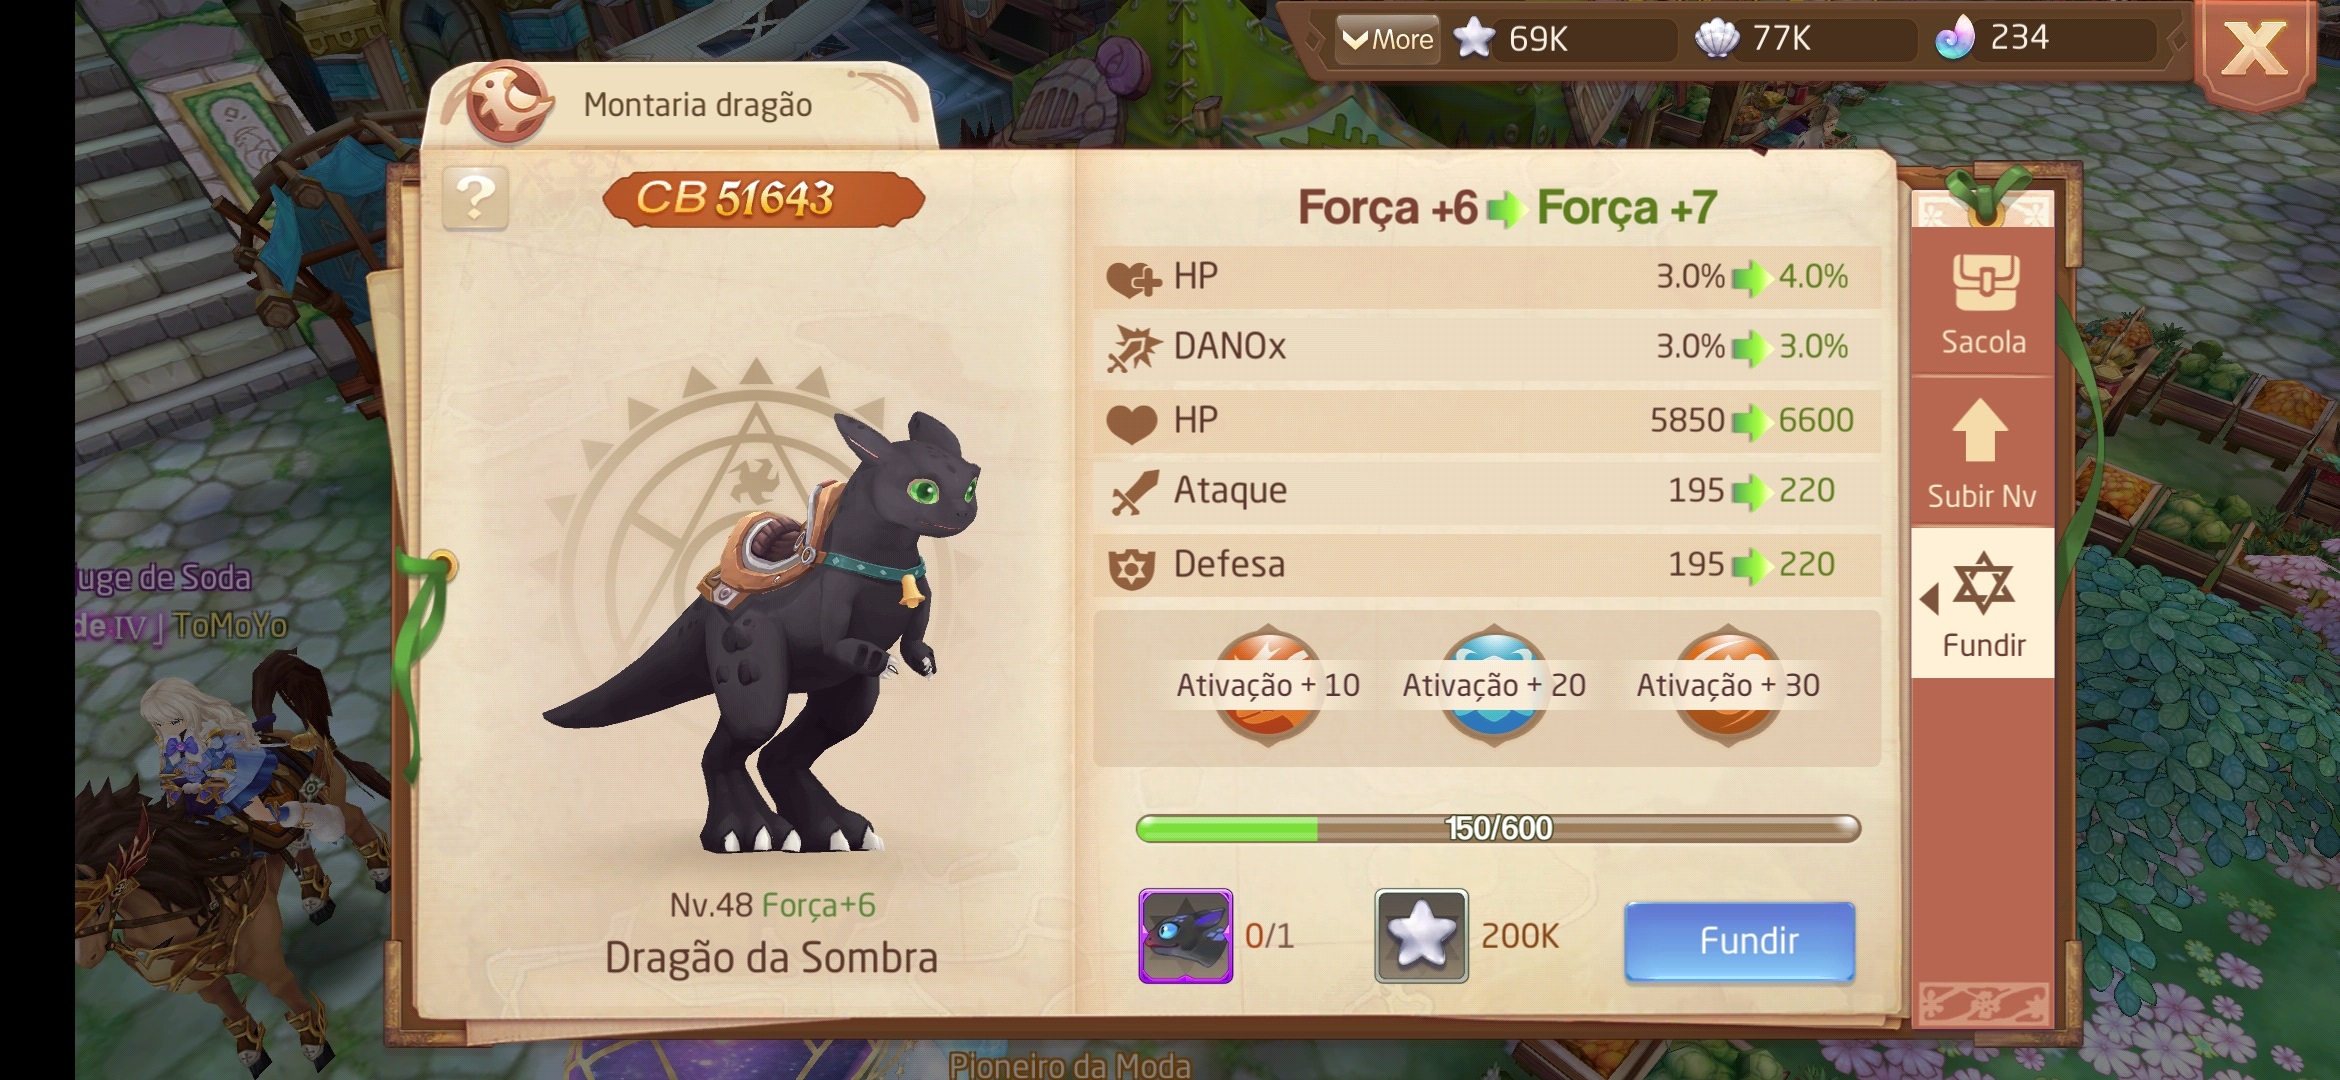 More 69K 77K 234
Montaria dragão
?
CB 51643
Força +6 Força +7
HP 3.0% 4.0%
DANOx 3.0% 3.0%
HP 5850 6600
Ataque 195 220
Defesa 195 220
Ativação + 10 Ativação + 20 Ativação + 30
150/600
0/1 200K Fundir
Nv.48 Força+6
Dragão da Sombra
Sacola
Subir Nv
Fundir
uge de Soda
de IV] ToMoYo
Pioneiro da Moda